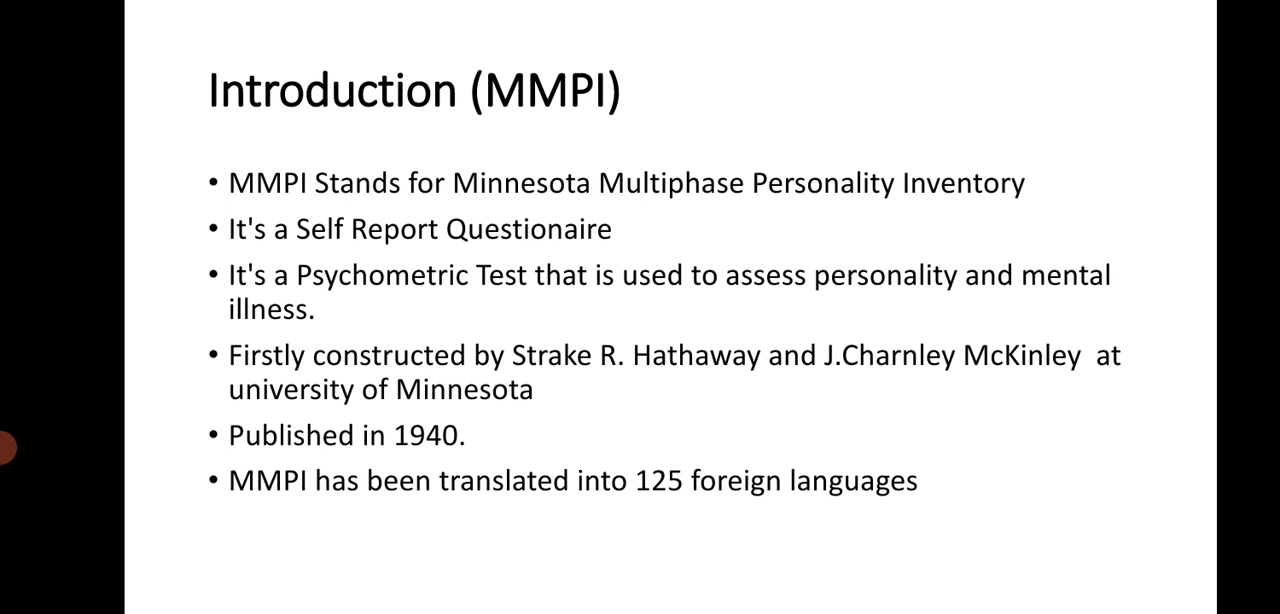 Introduction (MMPI)
• MMPI Stands for Minnesota Multiphase Personality Inventory
• It's a Self Report Questionaire
• It's a Psychometric Test that is used to assess personality and mental
illness.
• Firstly constructed by Strake R. Hathaway and J.Charnley McKinley at
university of Minnesota
• Published in 1940.
• MMPI has been translated into 125 foreign languages